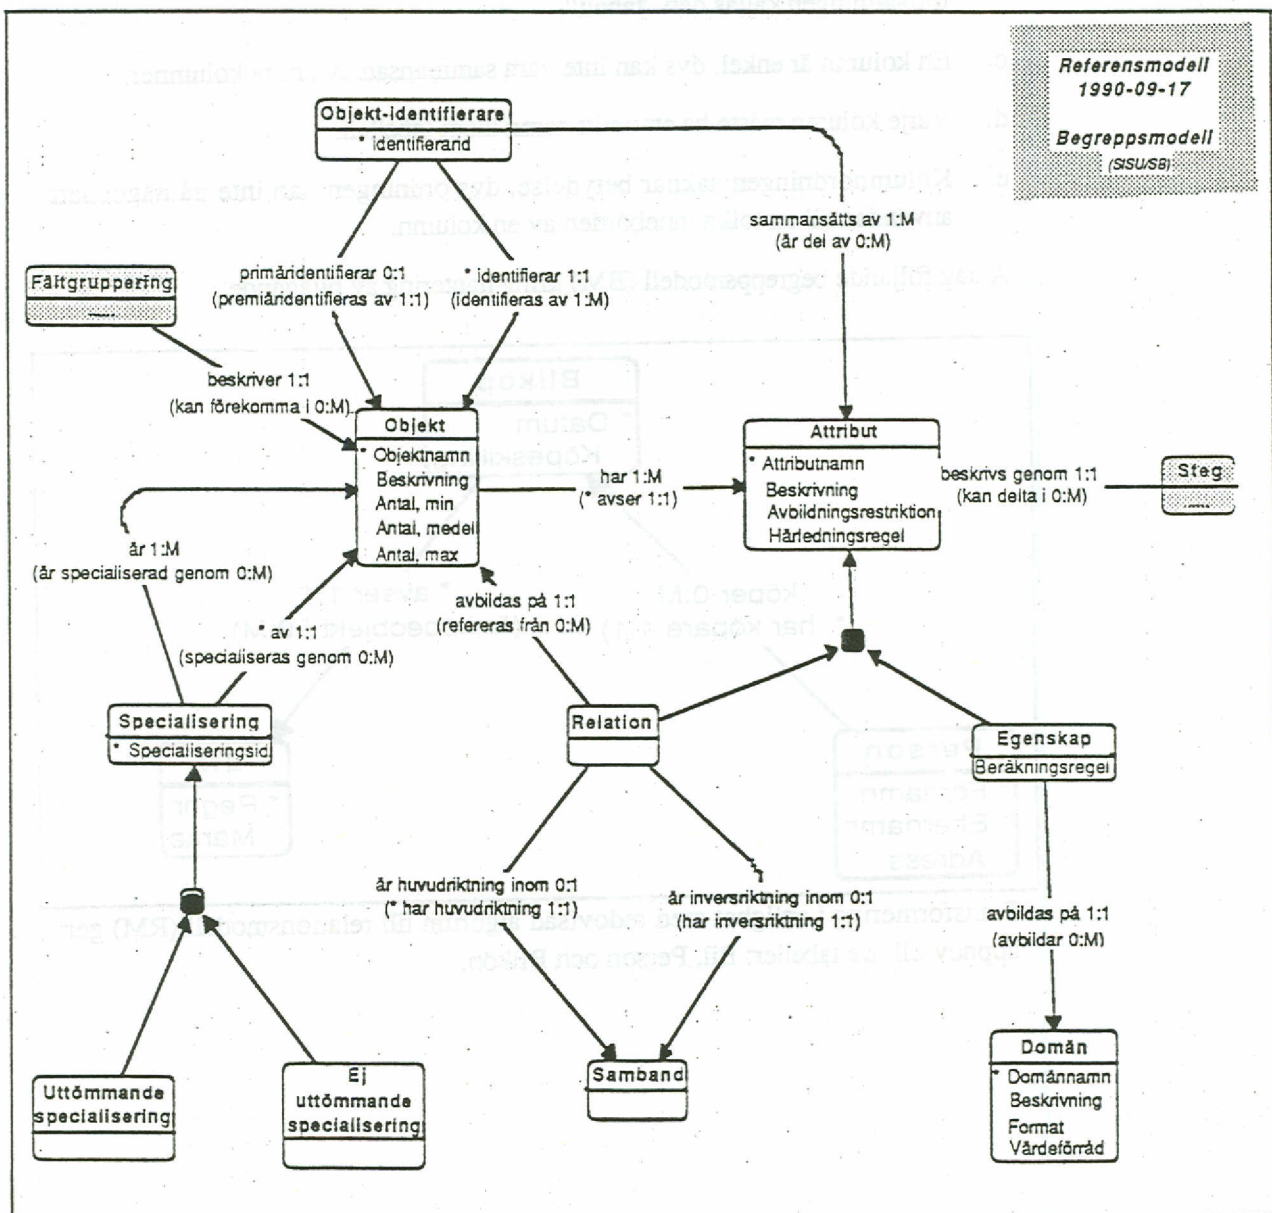 Referensmodell
1990-09-17
Begreppsmodell
(SISU/SB)
Objekt-identifierare
* Identifierarid
sammansätts av 1:M
(är del av 0:M)
Fältgruppering
primäridentifierar 0:1
(premiäridentifieras av 1:1)
* identifierar 1:1
(identifieras av 1:M)
beskriver 1:1
(kan förekomma i 0:M)
Objekt
* Objektnamn
Beskrivning
Antal, min
Antal, medel
Antal, max
har 1:M
(* avser 1:1)
Attribut
* Attributnamn
Beskrivning
Avbildningsrestriktion
Härledningsregel
beskrivs genom 1:1
(kan delta i 0:M)
Steg
är 1:M
(är specialiserad genom 0:M)
* av 1:1
(specialiseras genom 0:M)
avbildas på 1:1
(refereras från 0:M)
Specialisering
* Specialiseringsid
Relation
Egenskap
Beräkningsregel
är huvudriktning inom 0:1
(* har huvudriktning 1:1)
är inversriktning inom 0:1
(har inversriktning 1:1)
avbildas på 1:1
(avbildar 0:M)
Uttömmande
specialisering
Ej
uttömmande
specialisering
Samband
Domän
* Domännamn
Beskrivning
Format
Värdeförråd